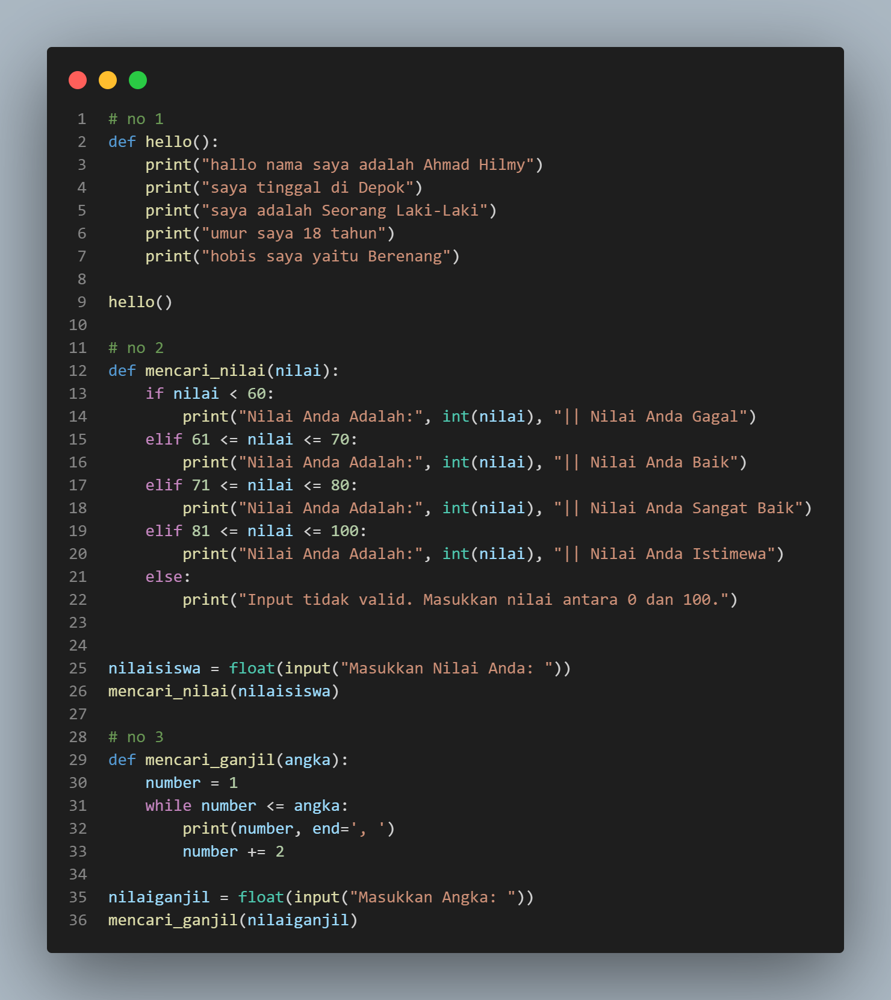 1 # no 1
2 def hello():
3     print("hallo nama saya adalah Ahmad Hilmy")
4     print("saya tinggal di Depok")
5     print("saya adalah Seorang Laki-Laki")
6     print("umur saya 18 tahun")
7     print("hobis saya yaitu Berenang")
8
9 hello()
10
11 # no 2
12 def mencari_nilai(nilai):
13     if nilai < 60:
14         print("Nilai Anda Adalah:", int(nilai), "|| Nilai Anda Gagal")
15     elif 61 <= nilai <= 70:
16         print("Nilai Anda Adalah:", int(nilai), "|| Nilai Anda Baik")
17     elif 71 <= nilai <= 80:
18         print("Nilai Anda Adalah:", int(nilai), "|| Nilai Anda Sangat Baik")
19     elif 81 <= nilai <= 100:
20         print("Nilai Anda Adalah:", int(nilai), "|| Nilai Anda Istimewa")
21     else:
22         print("Input tidak valid. Masukkan nilai antara 0 dan 100.")
23
24
25 nilaisiswa = float(input("Masukkan Nilai Anda: "))
26 mencari_nilai(nilaisiswa)
27
28 # no 3
29 def mencari_ganjil(angka):
30     number = 1
31     while number <= angka:
32         print(number, end=', ')
33         number += 2
34
35 nilaiganjil = float(input("Masukkan Angka: "))
36 mencari_ganjil(nilaiganjil)